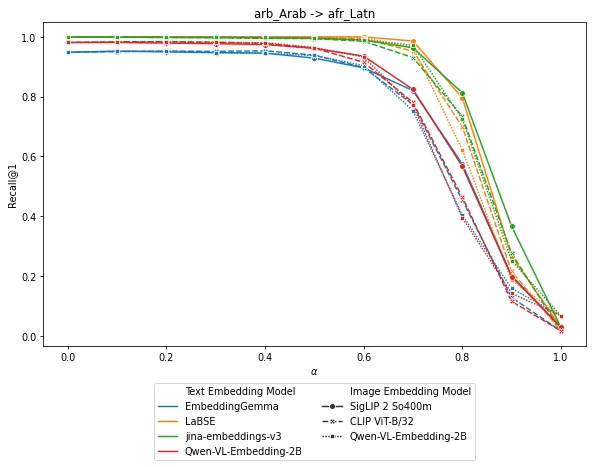 arb_Arab -> afr_Latn
Recall@1
1.0
0.8
0.6
0.4
0.2
0.0
0.0 0.2 0.4 0.6 0.8 1.0
α
Text Embedding Model
EmbeddingGemma
LaBSE
jina-embeddings-v3
Qwen-VL-Embedding-2B
Image Embedding Model
SigLIP 2 So400m
CLIP ViT-B/32
Qwen-VL-Embedding-2B